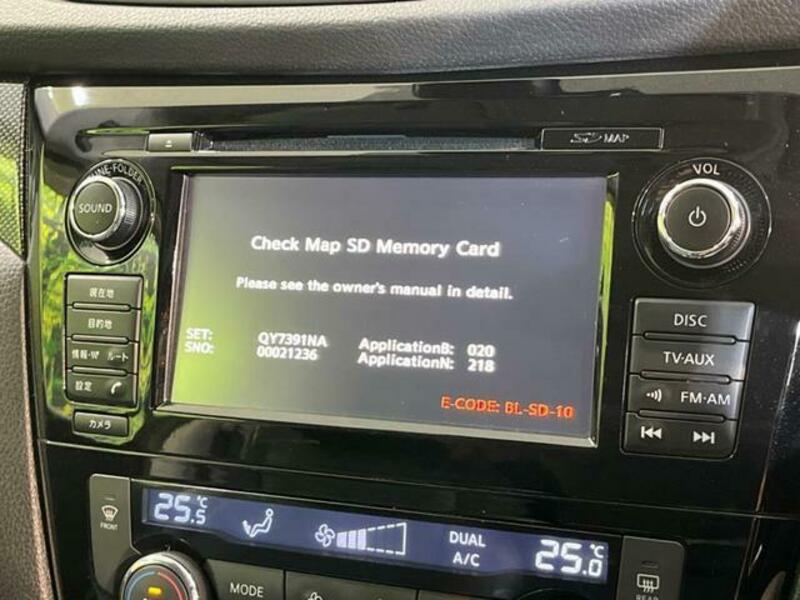 SD MAP
TUNE·FOLDER
SOUND
VOL
Check Map SD Memory Card
Please see the owner's manual in detail.
SET: QY7391NA ApplicationB: 020
SNO: 00021236 ApplicationN: 218
E-CODE: BL-SD-10
現在地
目的地
情報·VP ルート
設定
カメラ
DISC
TV·AUX
FM·AM
25.5°C
DUAL
A/C
25.0°C
FRONT
MODE
REAR